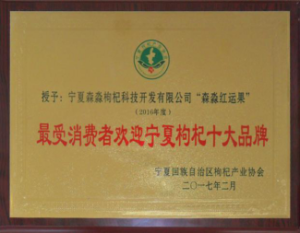 授予：宁夏森淼枸杞科技开发有限公司“森淼红运果”
（2016年度）
最受消费者欢迎宁夏枸杞十大品牌
宁夏回族自治区枸杞产业协会
二〇一七年二月